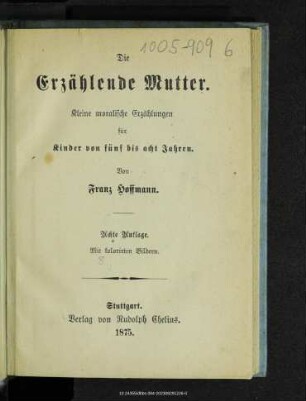 1005-909 6
Die
Erzählende Mutter.
Kleine moralische Erzählungen
für
Kinder von fünf bis acht Jahren.
Von
Franz Hoffmann.
Achte Auflage.
Mit kolorirten Bildern.
Stuttgart.
Verlag von Rudolph Chelius.
1875.